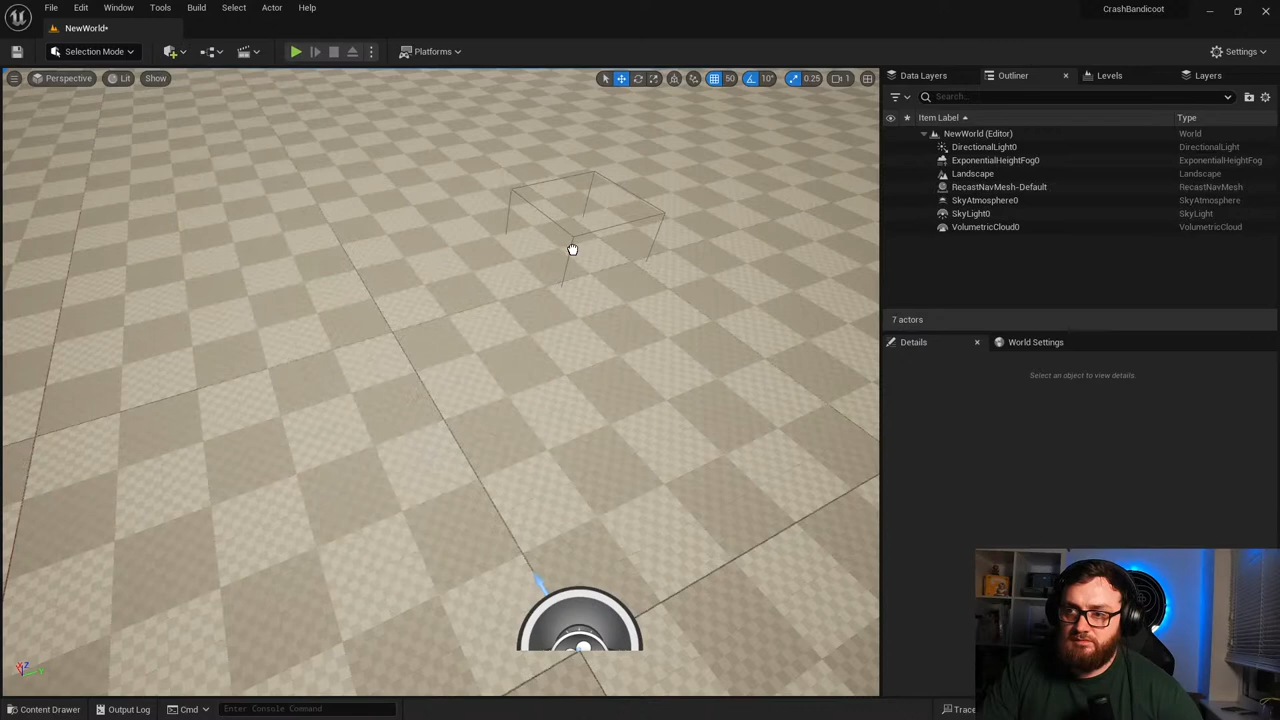 File Edit Window Tools Build Select Actor Help
CrashBandicoot
NewWorld*
Selection Mode
Platforms
Settings
Perspective Lit Show
50 10° 0.25 1
Data Layers Outliner Levels Layers
Search...
Item Label Type
NewWorld (Editor) World
DirectionalLight0 DirectionalLight
ExponentialHeightFog0 ExponentialHeightFog
Landscape Landscape
RecastNavMesh-Default RecastNavMesh
SkyAtmosphere0 SkyAtmosphere
SkyLight0 SkyLight
VolumetricCloud0 VolumetricCloud
7 actors
Details World Settings
Select an object to view details.
Z
Content Drawer Output Log Cmd Enter Console Command
Trace